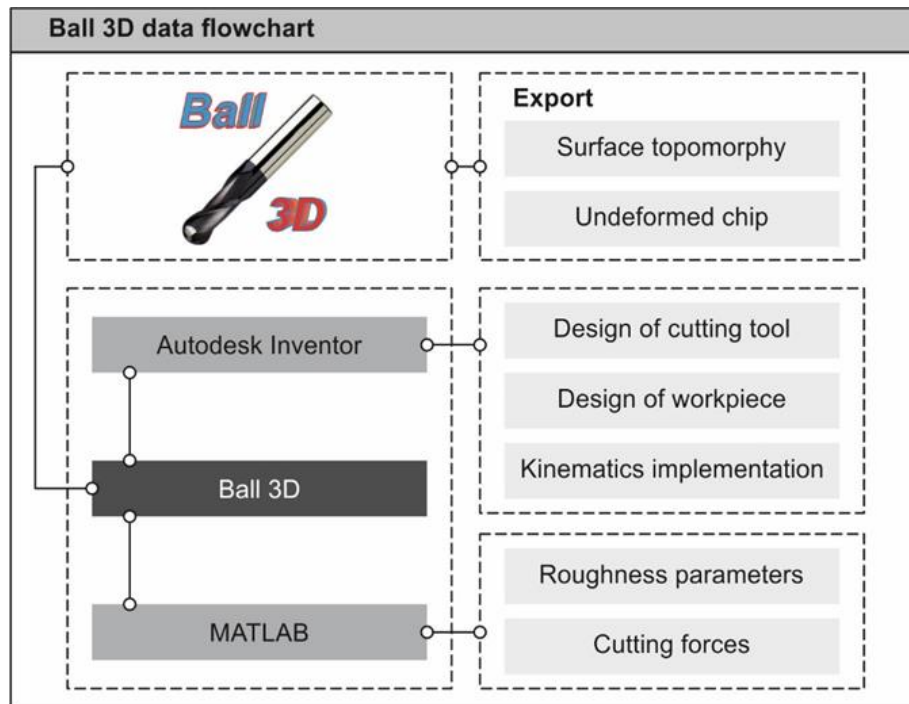 Ball 3D data flowchart
Ball
3D
Export
Surface topomorphy
Undeformed chip
Autodesk Inventor
Ball 3D
MATLAB
Design of cutting tool
Design of workpiece
Kinematics implementation
Roughness parameters
Cutting forces